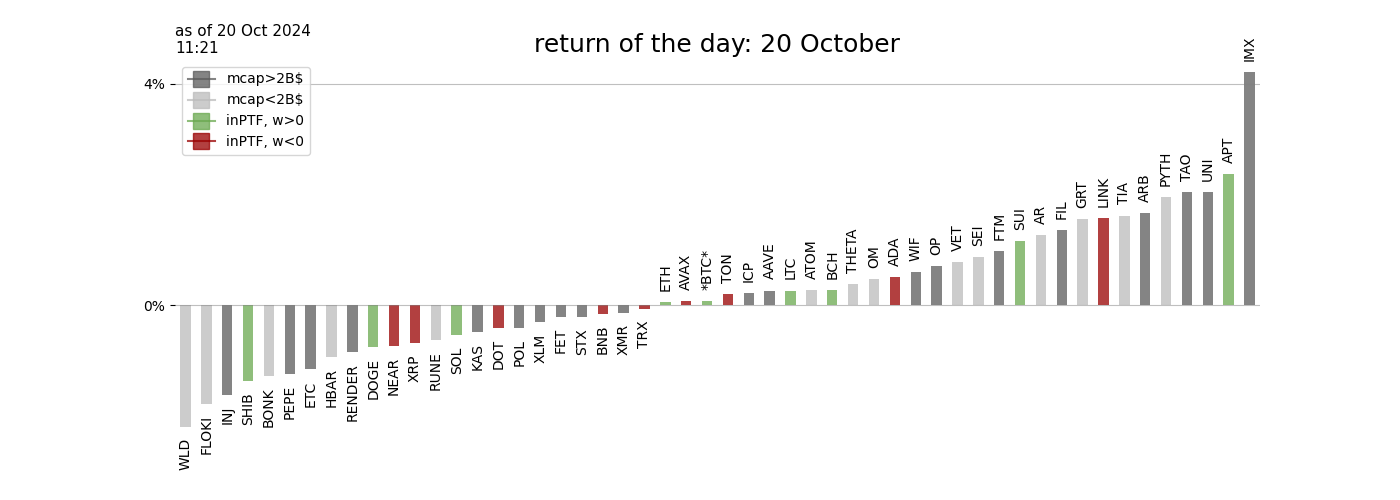 as of 20 Oct 2024
11:21
return of the day: 20 October
mcap>2B$
mcap<2B$
inPTF, w>0
inPTF, w<0
4%
0%
WLD
FLOKI
INJ
SHIB
BONK
PEPE
ETC
HBAR
RENDER
DOGE
NEAR
XRP
RUNE
SOL
KAS
DOT
POL
XLM
FET
STX
BNB
XMR
TRX
ETH
AVAX
*BTC*
TON
ICP
AAVE
LTC
ATOM
BCH
THETA
OM
ADA
WIF
OP
VET
SEI
FTM
SUI
AR
FIL
GRT
LINK
TIA
ARB
PYTH
TAO
UNI
APT
IMX